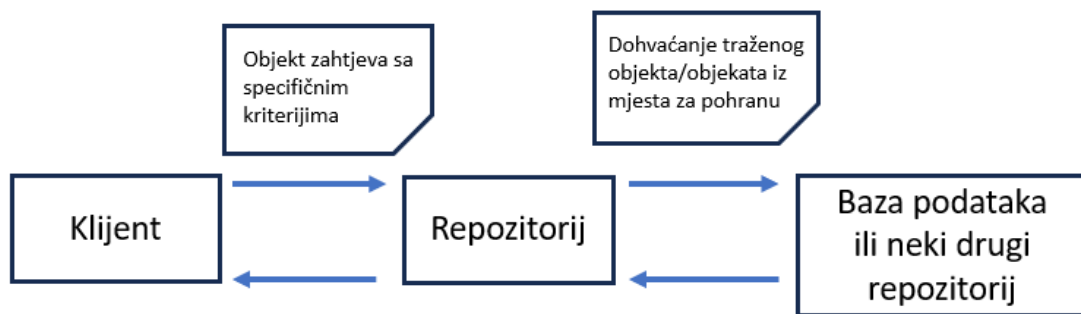 Objekt zahtjeva sa
specifičnim
kriterijima
Dohvaćanje traženog
objekta/objekata iz
mjesta za pohranu
Klijent
Repozitorij
Baza podataka
ili neki drugi
repozitorij